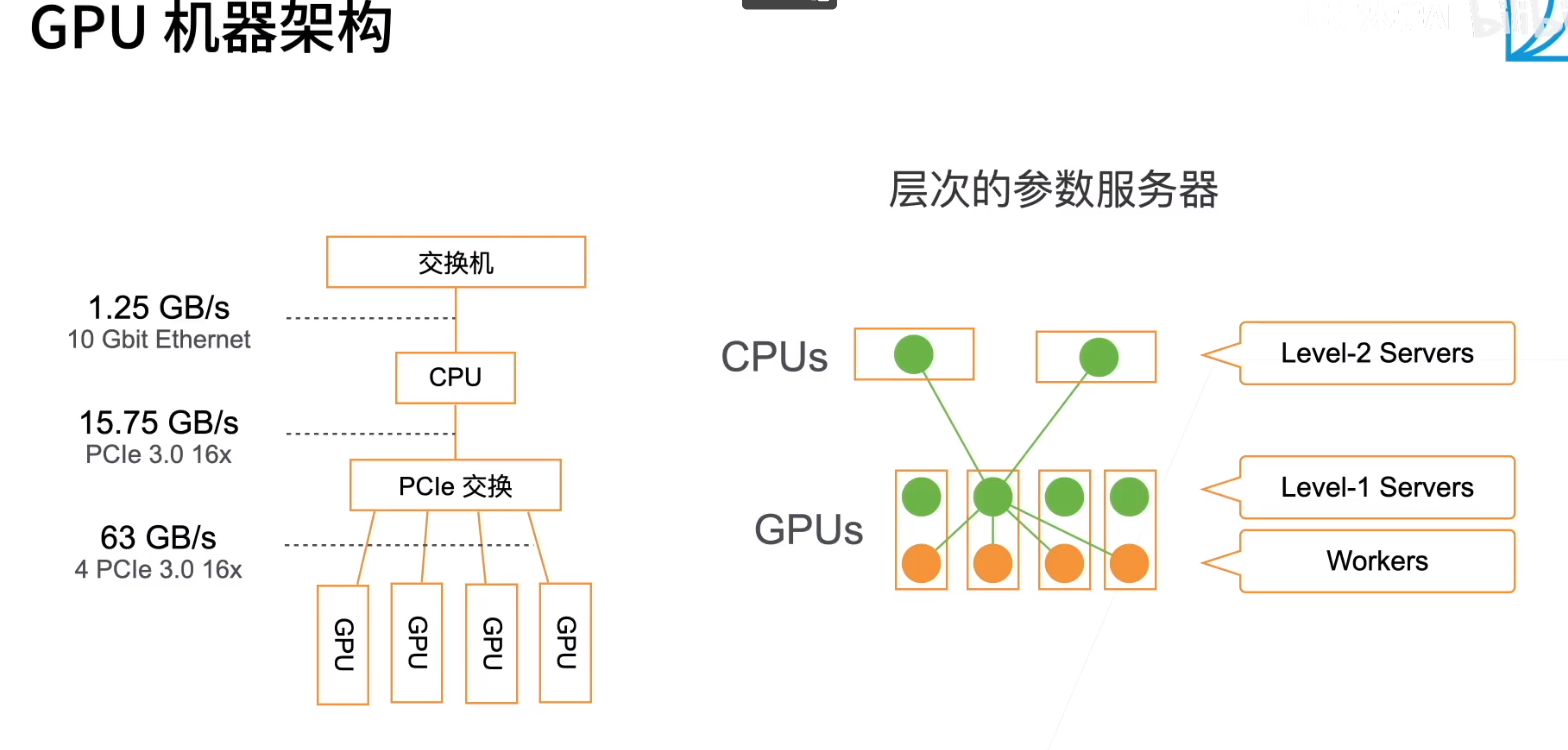 GPU 机器架构
层次的参数服务器
交换机
1.25 GB/s
10 Gbit Ethernet
CPU
15.75 GB/s
PCIe 3.0 16x
PCIe 交换
63 GB/s
4 PCIe 3.0 16x
GPU
GPU
GPU
GPU
CPUs
Level-2 Servers
GPUs
Level-1 Servers
Workers